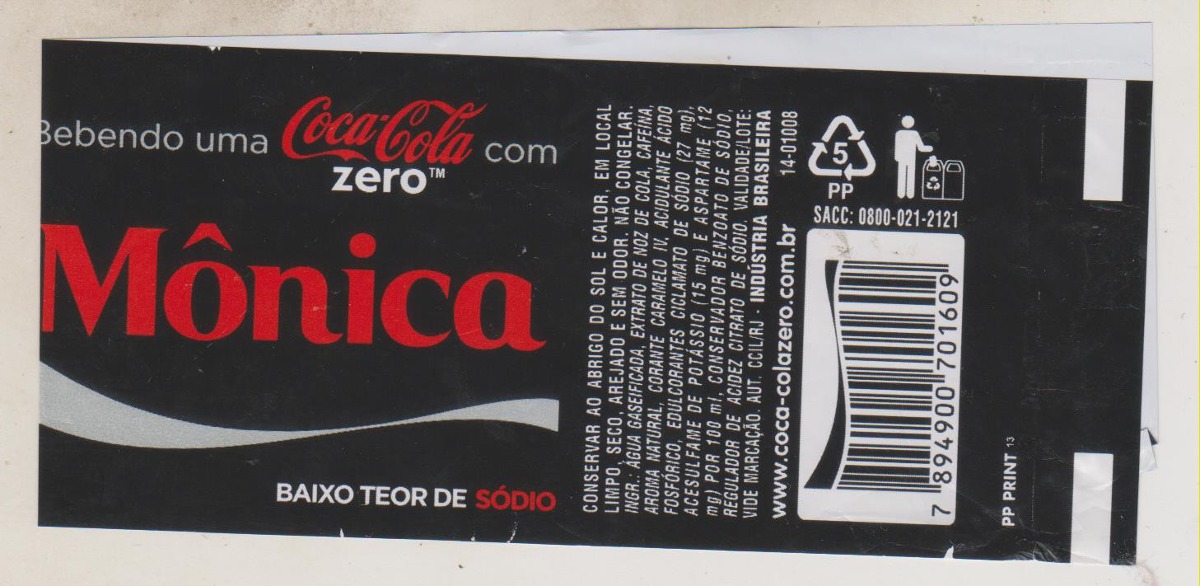 Bebendo uma Coca-Cola com
zero™
Mônica
BAIXO TEOR DE SÓDIO
CONSERVAR AO ABRIGO DO SOL E CALOR, EM LOCAL
LIMPO, SECO, AREJADO E SEM ODOR. NÃO CONGELAR.
INGR.: ÁGUA GASEIFICADA, EXTRATO DE NOZ DE COLA, CAFEÍNA,
AROMA NATURAL, CORANTE CARAMELO IV, ACIDULANTE ÁCIDO
FOSFÓRICO, EDULCORANTES CICLAMATO DE SÓDIO (27 mg),
ACESULFAME DE POTÁSSIO (15 mg) E ASPARTAME (12
mg) POR 100 ml, CONSERVADOR BENZOATO DE SÓDIO,
REGULADOR DE ACIDEZ CITRATO DE SÓDIO. VALIDADE/LOTE:
VIDE MARCAÇÃO. AUT. CCIL/RJ - INDÚSTRIA BRASILEIRA
www.coca-colazero.com.br 14-011008
5
PP
SACC: 0800-021-2121
7 894900 701609
PP PRINT 13